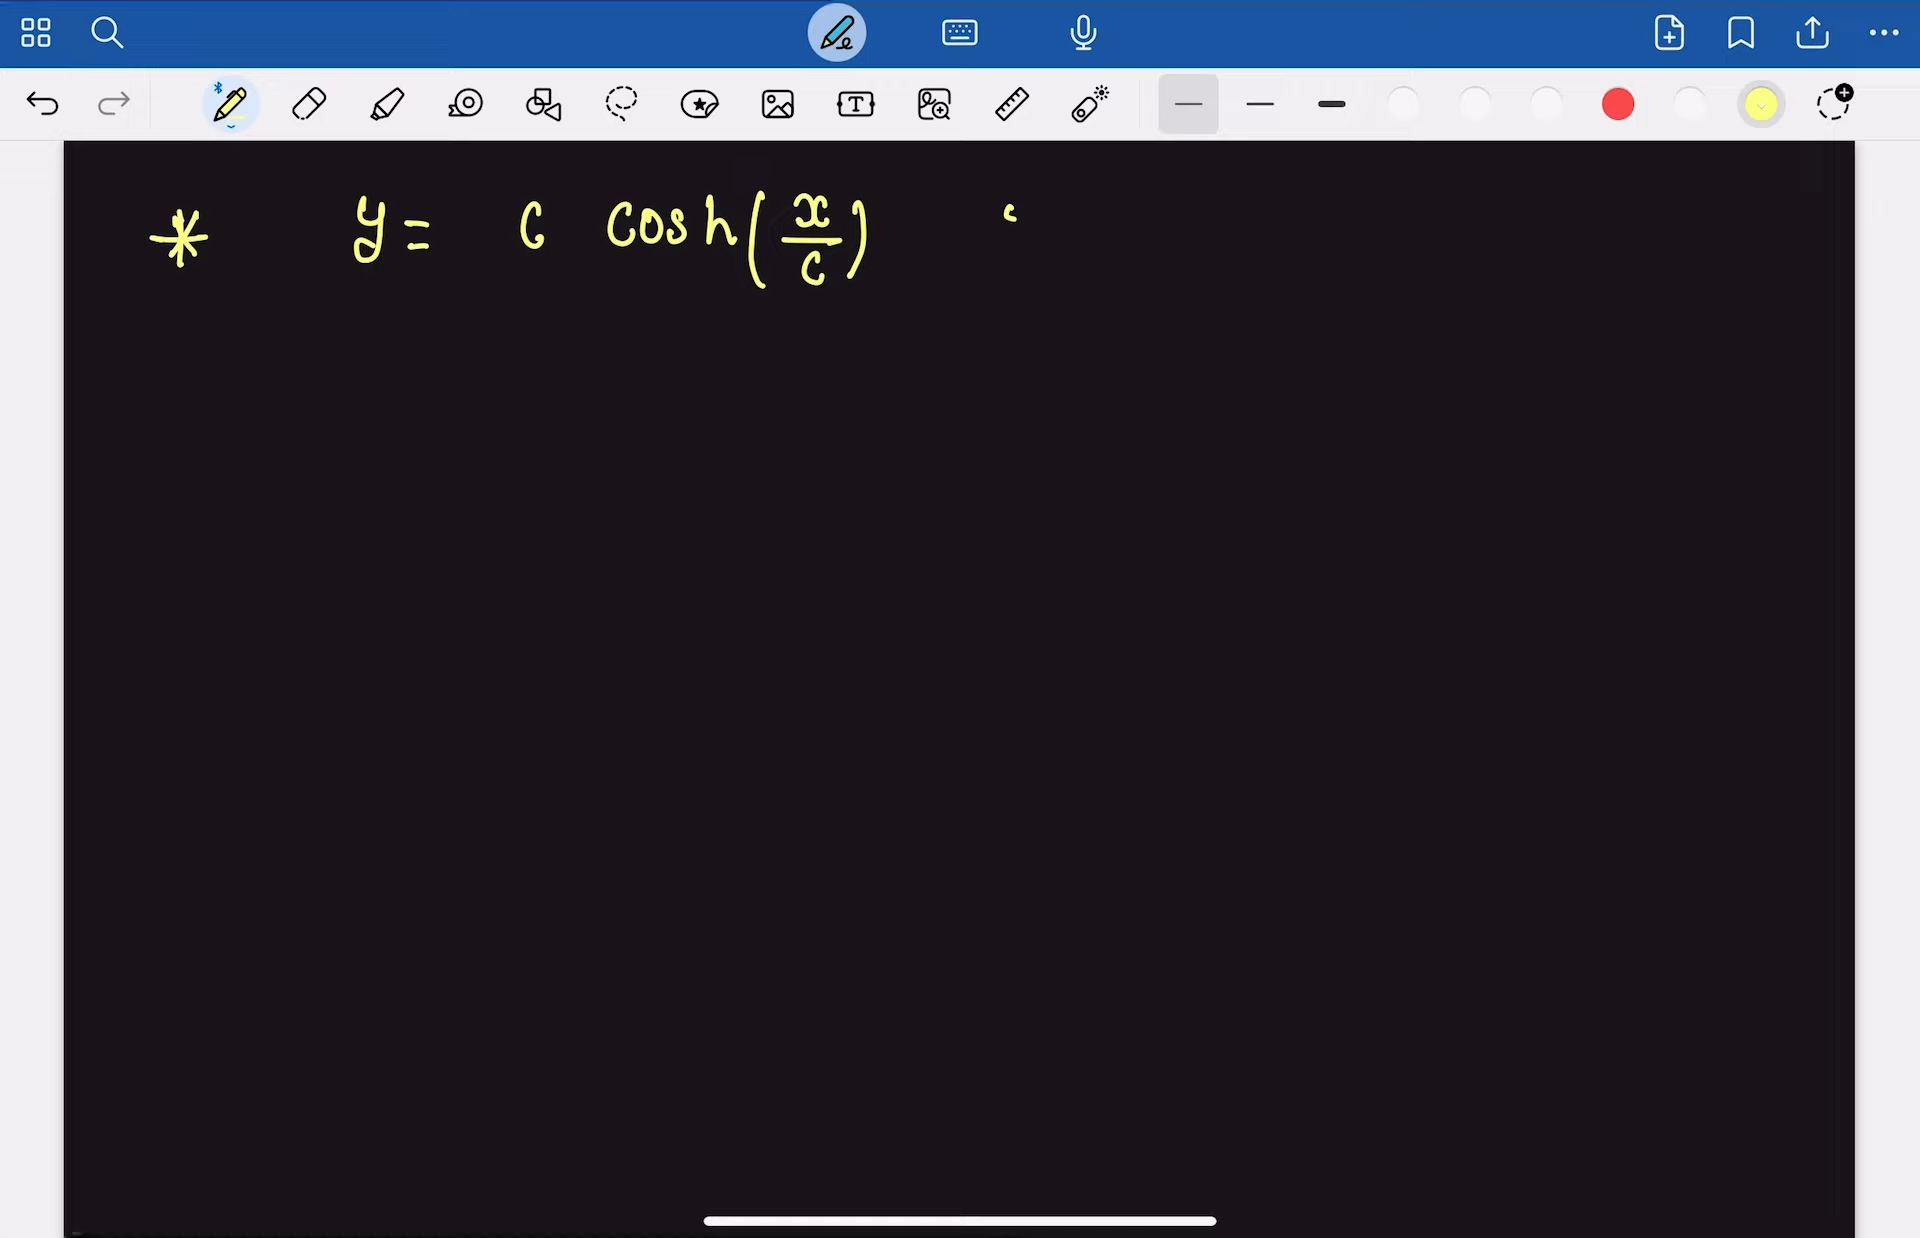 * y = c cosh(x/c) c